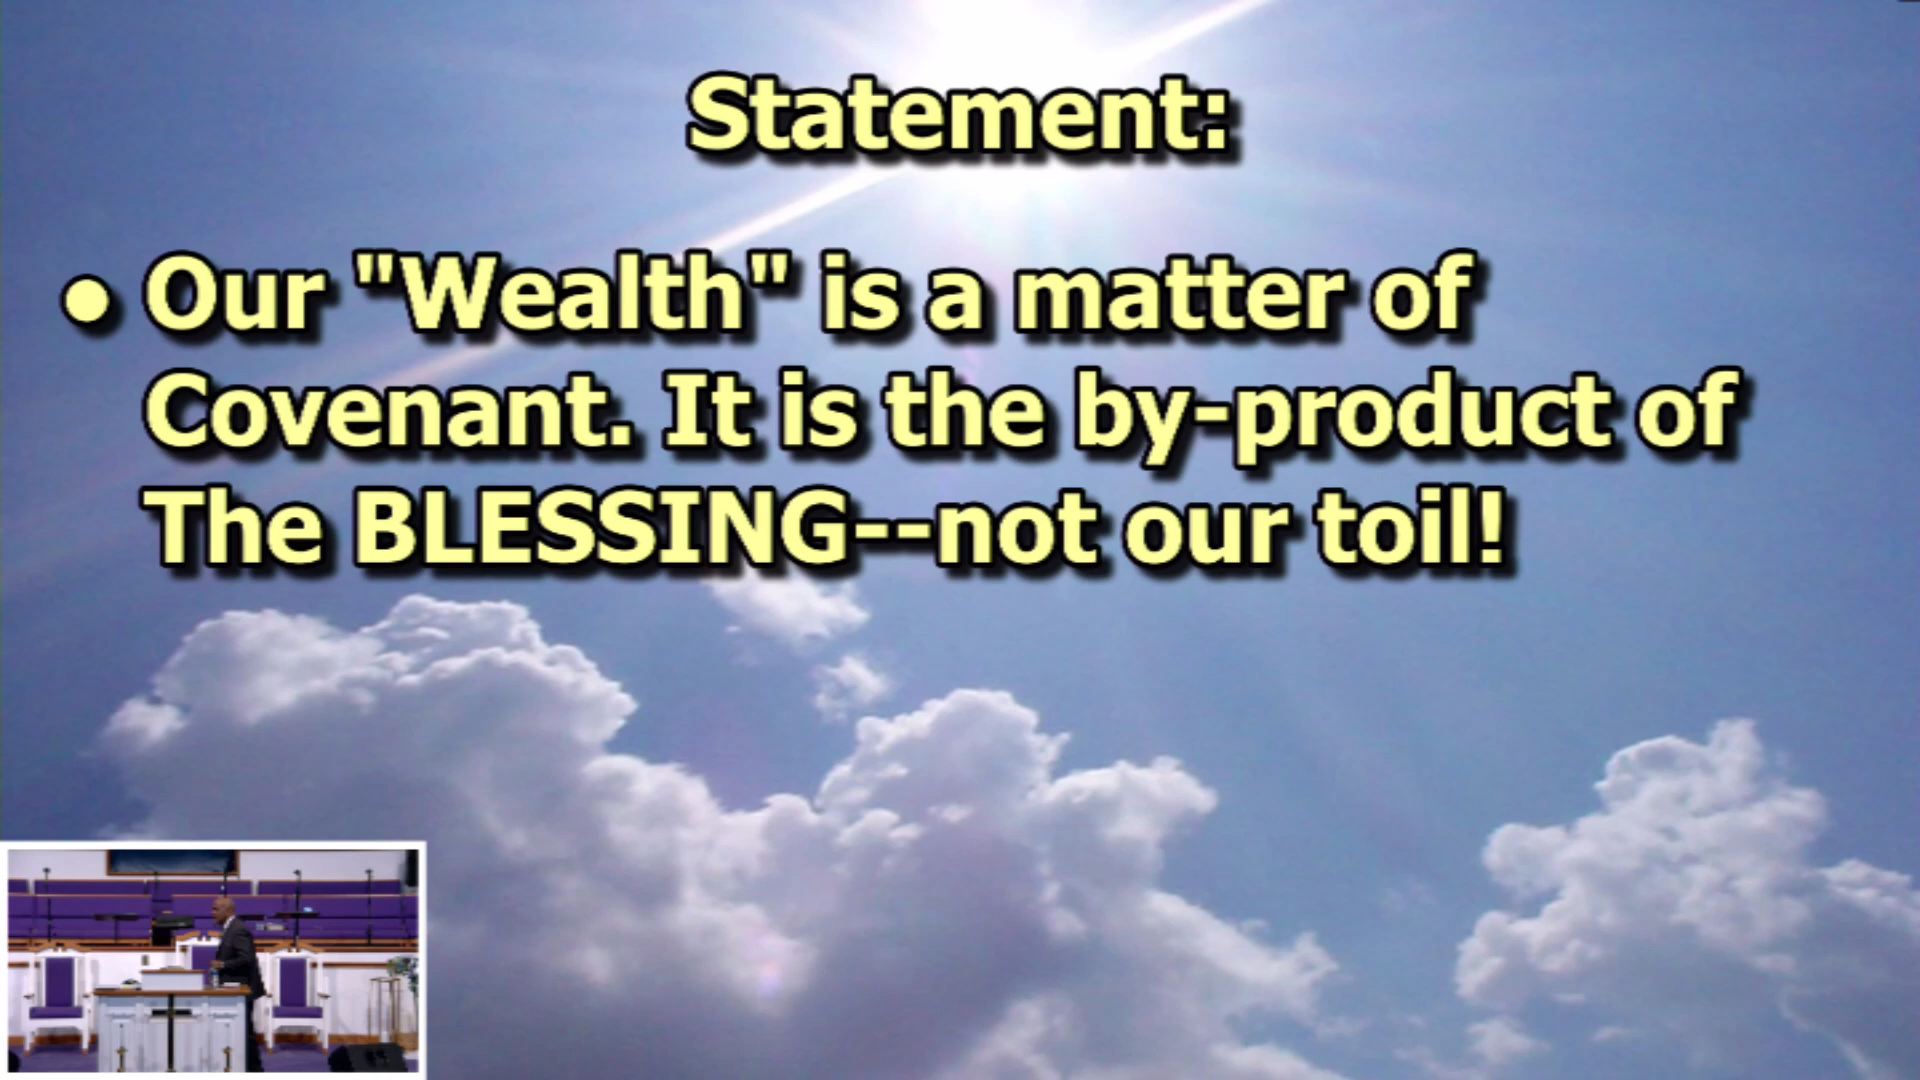 Statement:
• Our "Wealth" is a matter of
Covenant. It is the by-product of
The BLESSING--not our toil!